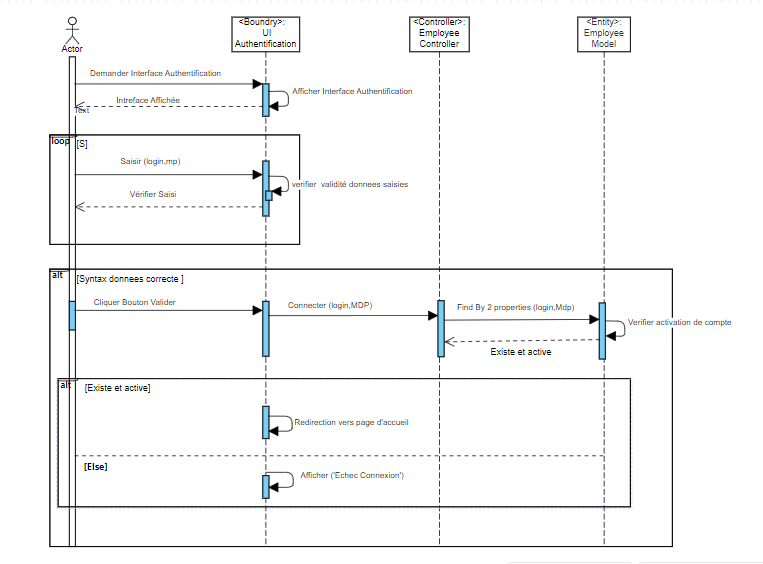 <Boundry>:
UI
Authentification
<Controller>:
Employee
Controller
<Entity>:
Employee
Model
Actor
Demander Interface Authentification
Afficher Interface Authentification
Intreface Affichée
Text
loop
[S]
Saisir (login,mp)
verifier validité donnees saisies
Vérifier Saisi
alt
[Syntax donnees correcte ]
Cliquer Bouton Valider
Connecter (login,MDP)
Find By 2 properties (login,Mdp)
Verifier activation de compte
Existe et active
alt
[Existe et active]
Redirection vers page d'accueil
[Else]
Afficher ('Echec Connexion')